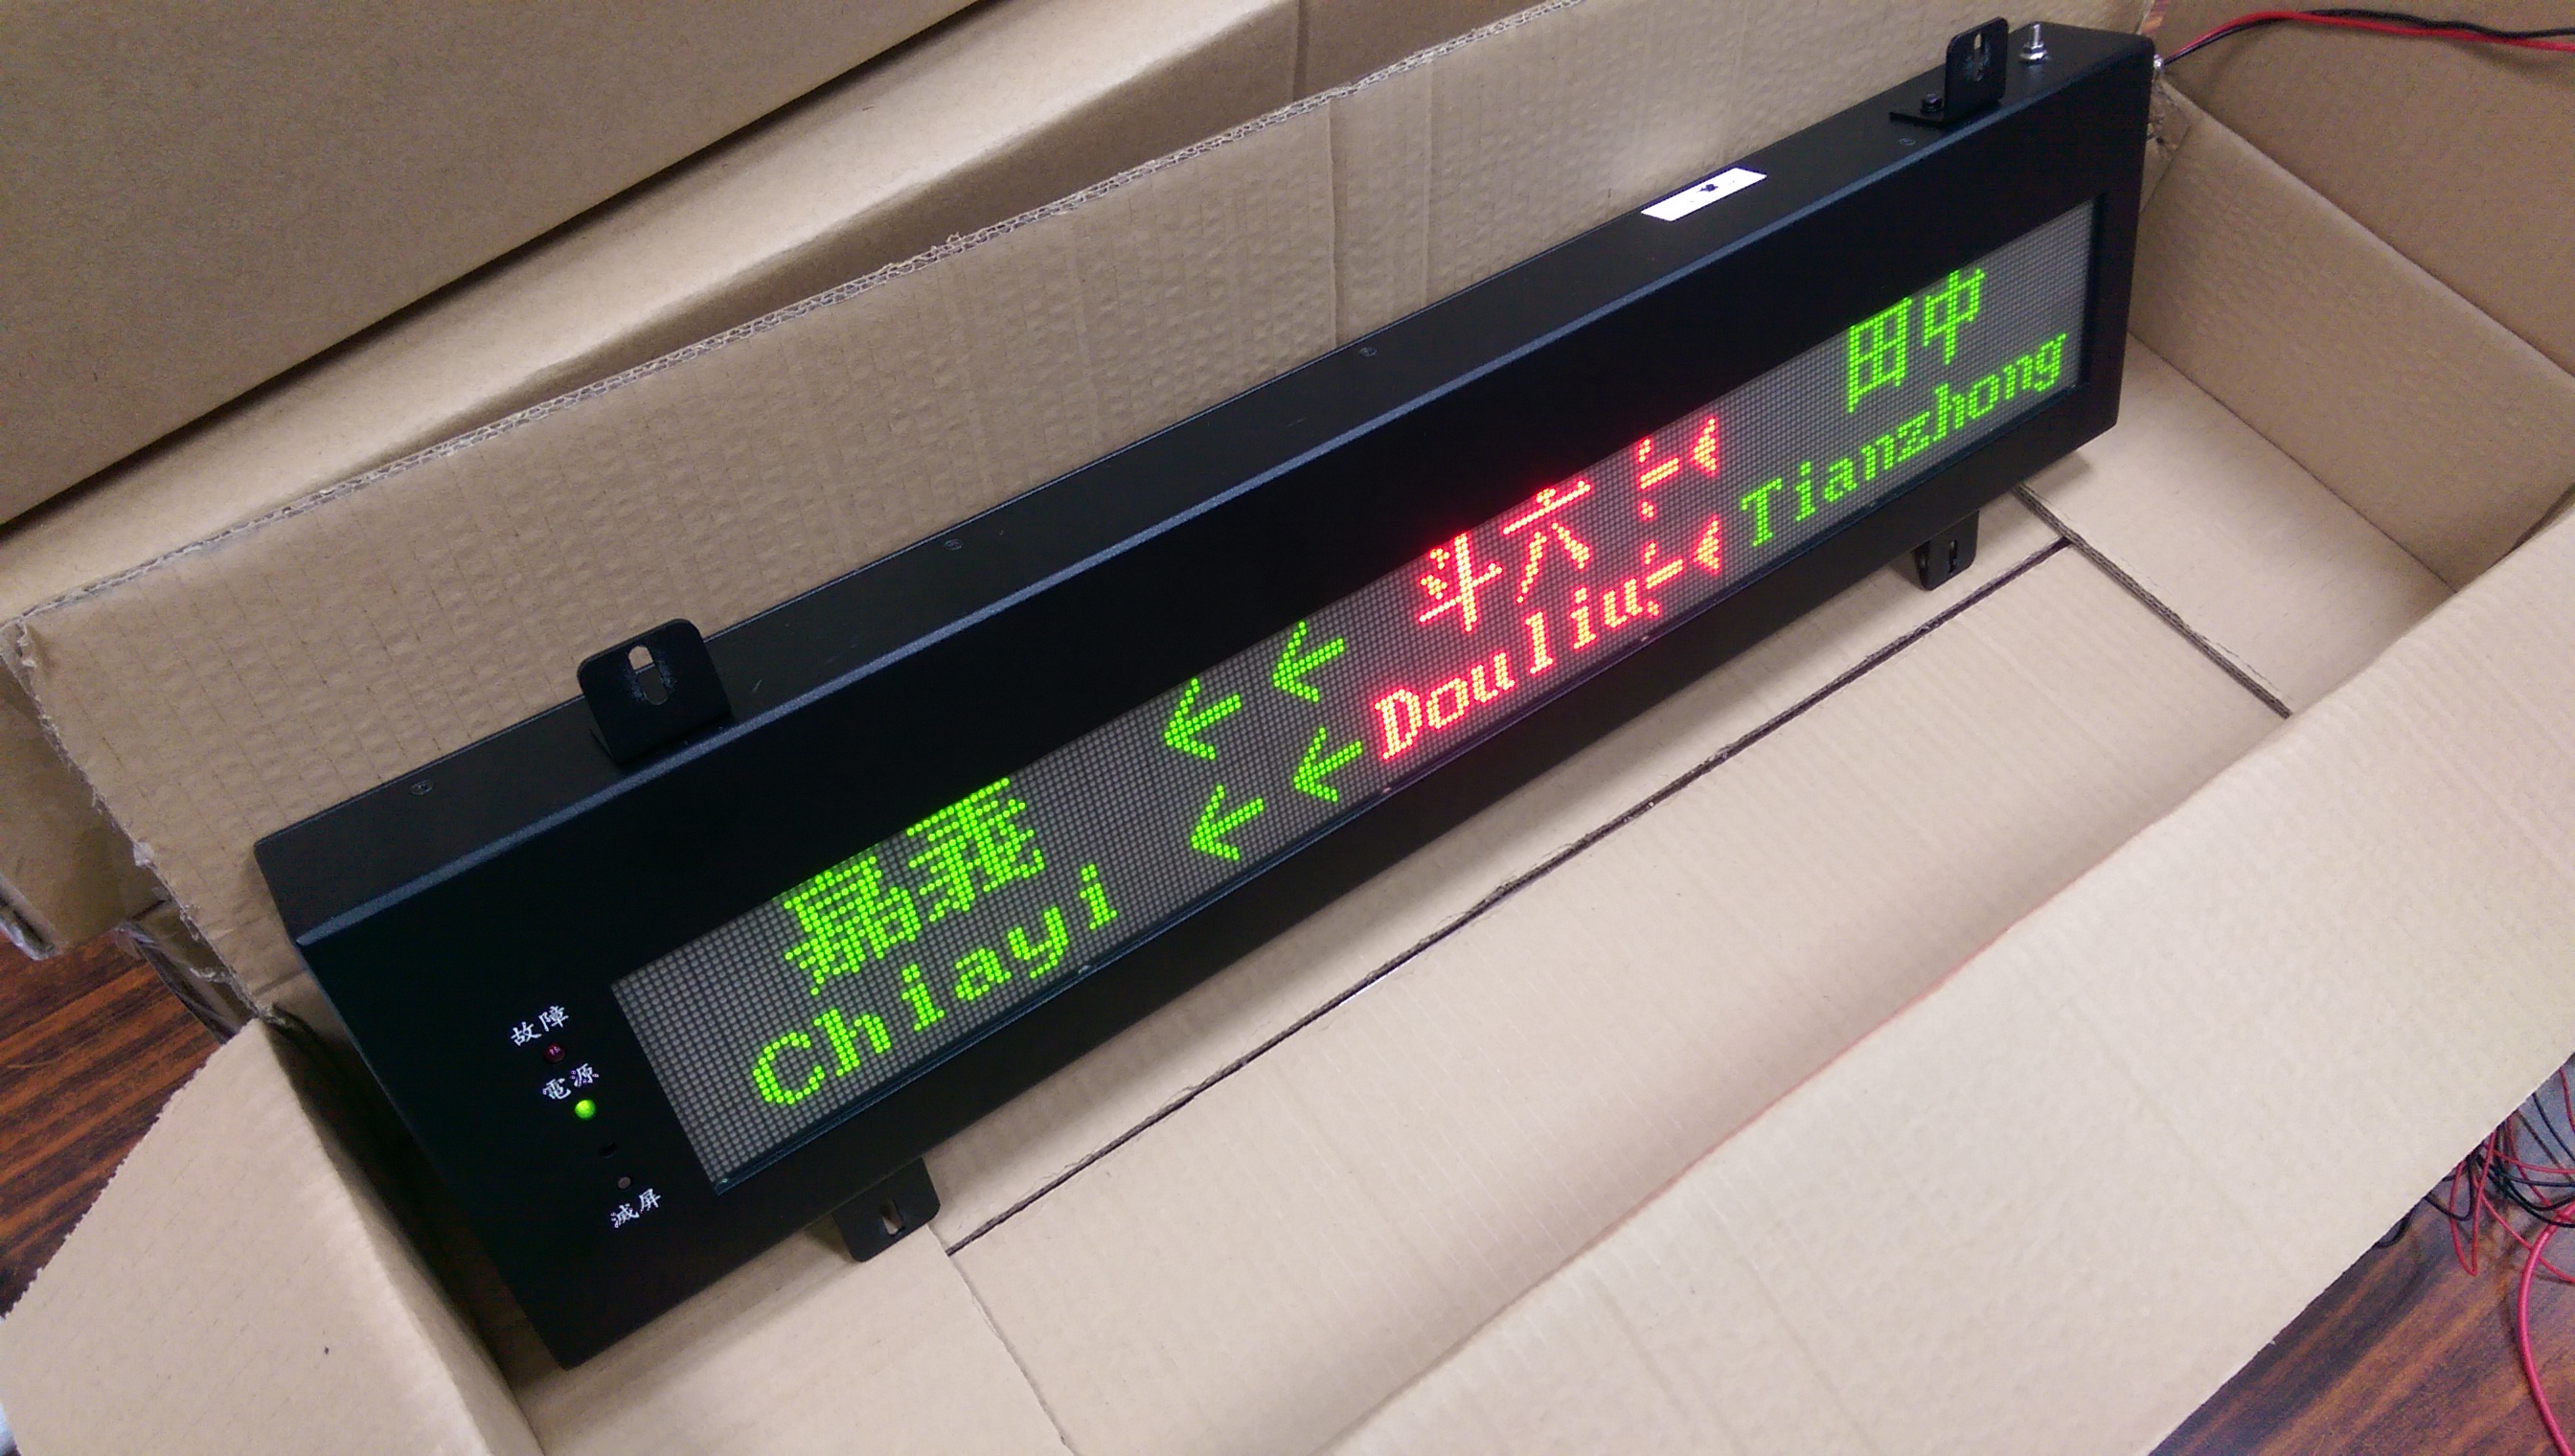 嘉義 ← ← 斗六 田中
Chiayi ← ← Douliu Tianzhong
故障
電源
滅屏